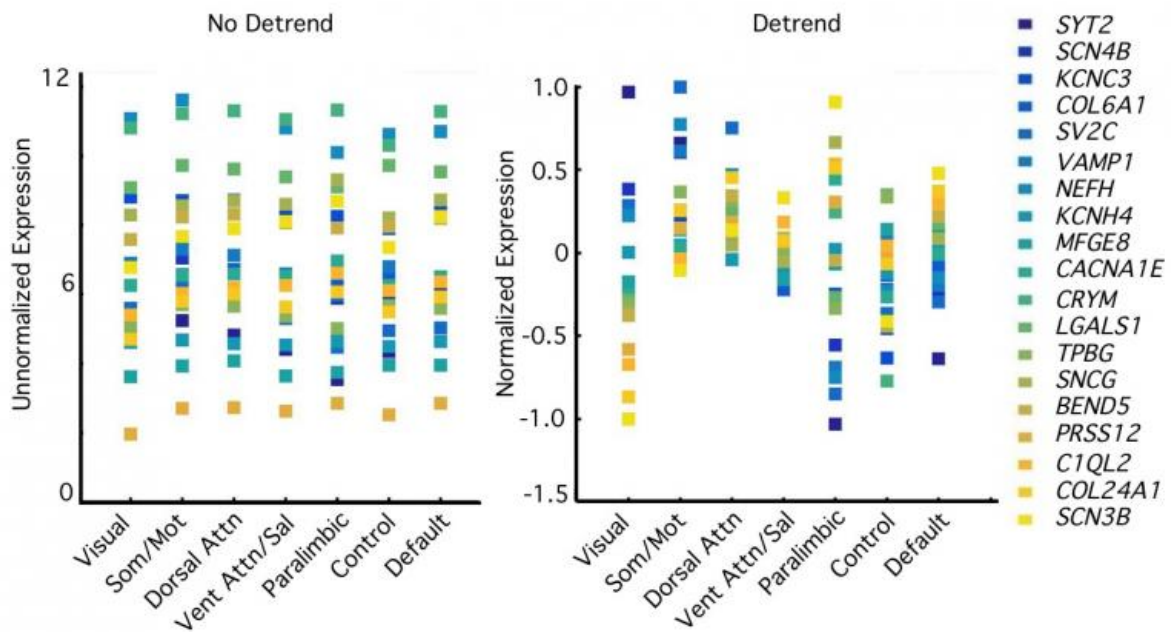 No Detrend
Detrend
Unnormalized Expression
12
6
0
Visual
Som/Mot
Dorsal Attn
Vent Attn/Sal
Paralimbic
Control
Default
Normalized Expression
1.0
0.5
0
-0.5
-1.0
-1.5
Visual
Som/Mot
Dorsal Attn
Vent Attn/Sal
Paralimbic
Control
Default
SYT2
SCN4B
KCNC3
COL6A1
SV2C
VAMP1
NEFH
KCNH4
MFGE8
CACNA1E
CRYM
LGALS1
TPBG
SNCG
BEND5
PRSS12
C1QL2
COL24A1
SCN3B